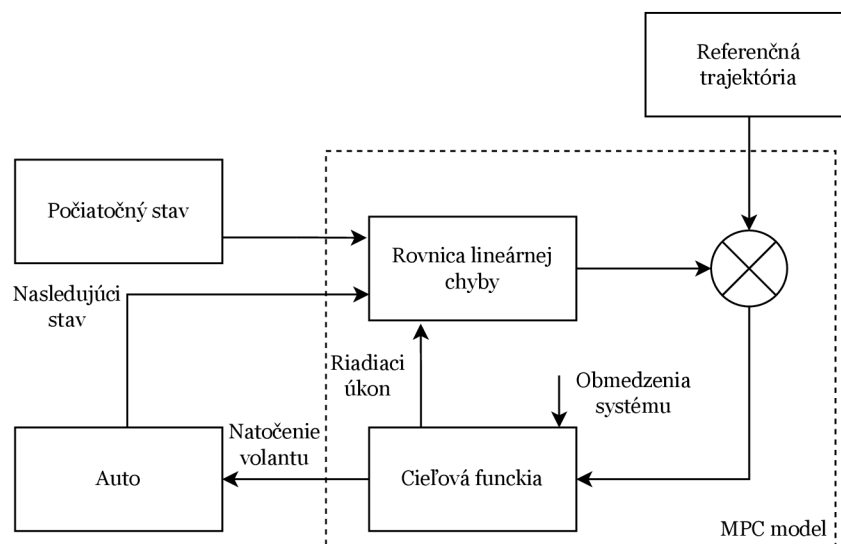 Referenčná
trajektória
Počiatočný stav
Rovnica lineárnej
chyby
Nasledujúci
stav
Riadiaci
úkon
Obmedzenia
systému
Natočenie
volantu
Auto
Cieľová funckia
MPC model